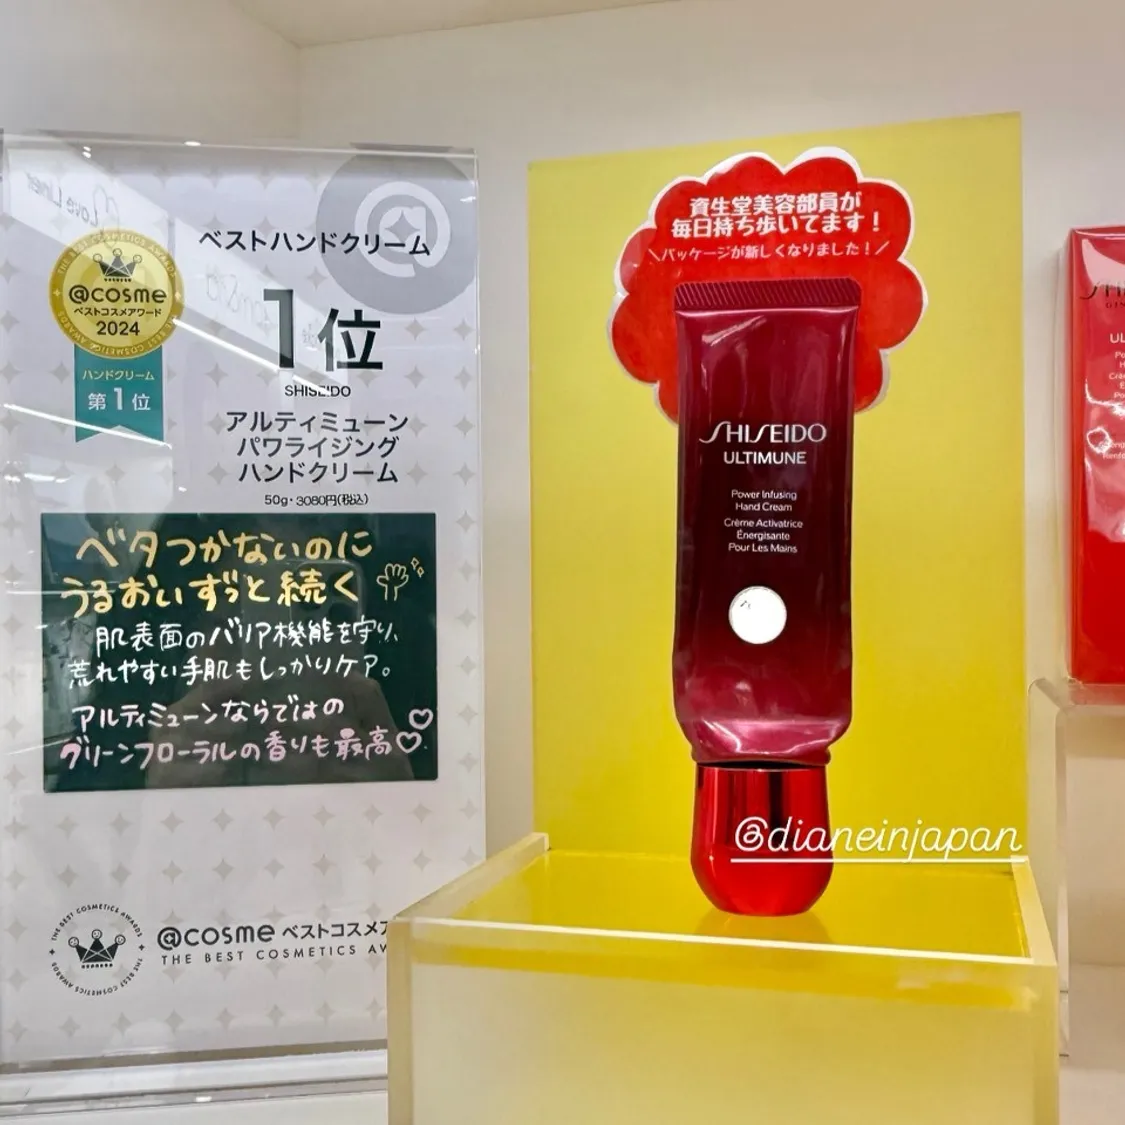 THE BEST COSMETICS AWARDS
@cosme
ベストコスメアワード
2024
ハンドクリーム
第1位
ベストハンドクリーム
1位
SHISEIDO
アルティミューン
パワライジング
ハンドクリーム
50g・3080円(税込)
ベタつかないのに
うるおいずっと続く
肌表面のバリア機能を守り、
荒れやすい手肌もしっかりケア。
アルティミューンならではの
グリーンフローラルの香りも最高♡
THE BEST COSMETICS AWARDS
@cosme ベストコスメア
THE BEST COSMETICS AW
資生堂美容部員が
毎日持ち歩いてます！
\パッケージが新しくなりました！/
SHISEIDO
ULTIMUNE
Power Infusing
Hand Cream
Crème Activatrice
Énergisante
Pour Les Mains
@dianeinjapan